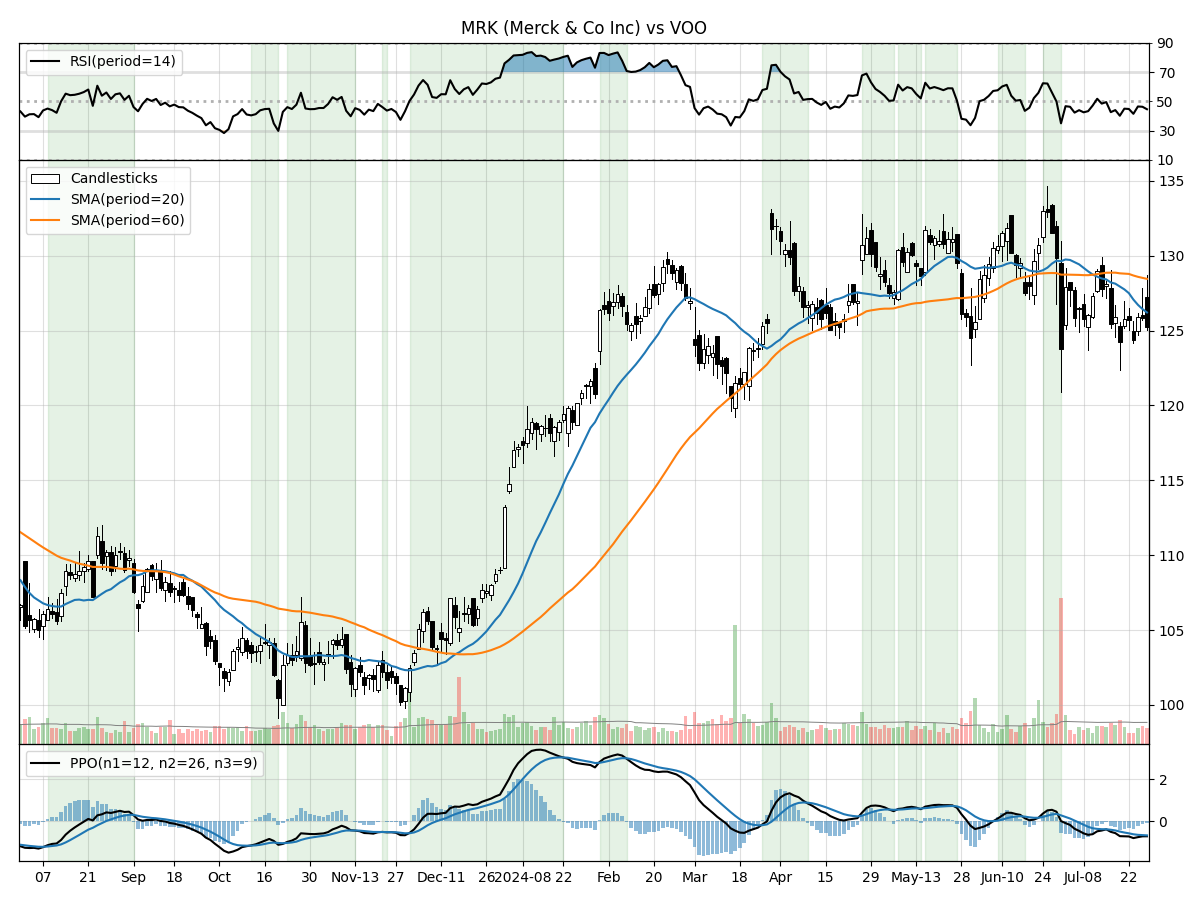 MRK (Merck & Co Inc) vs VOO
RSI(period=14)
90
70
50
30
10
Candlesticks
SMA(period=20)
SMA(period=60)
135
130
125
120
115
110
105
100
PPO(n1=12, n2=26, n3=9)
2
0
07 21 Sep 18 Oct 16 30 Nov-13 27 Dec-11 26 2024-08 22 Feb 20 Mar 18 Apr 15 29 May-13 28 Jun-10 24 Jul-08 22